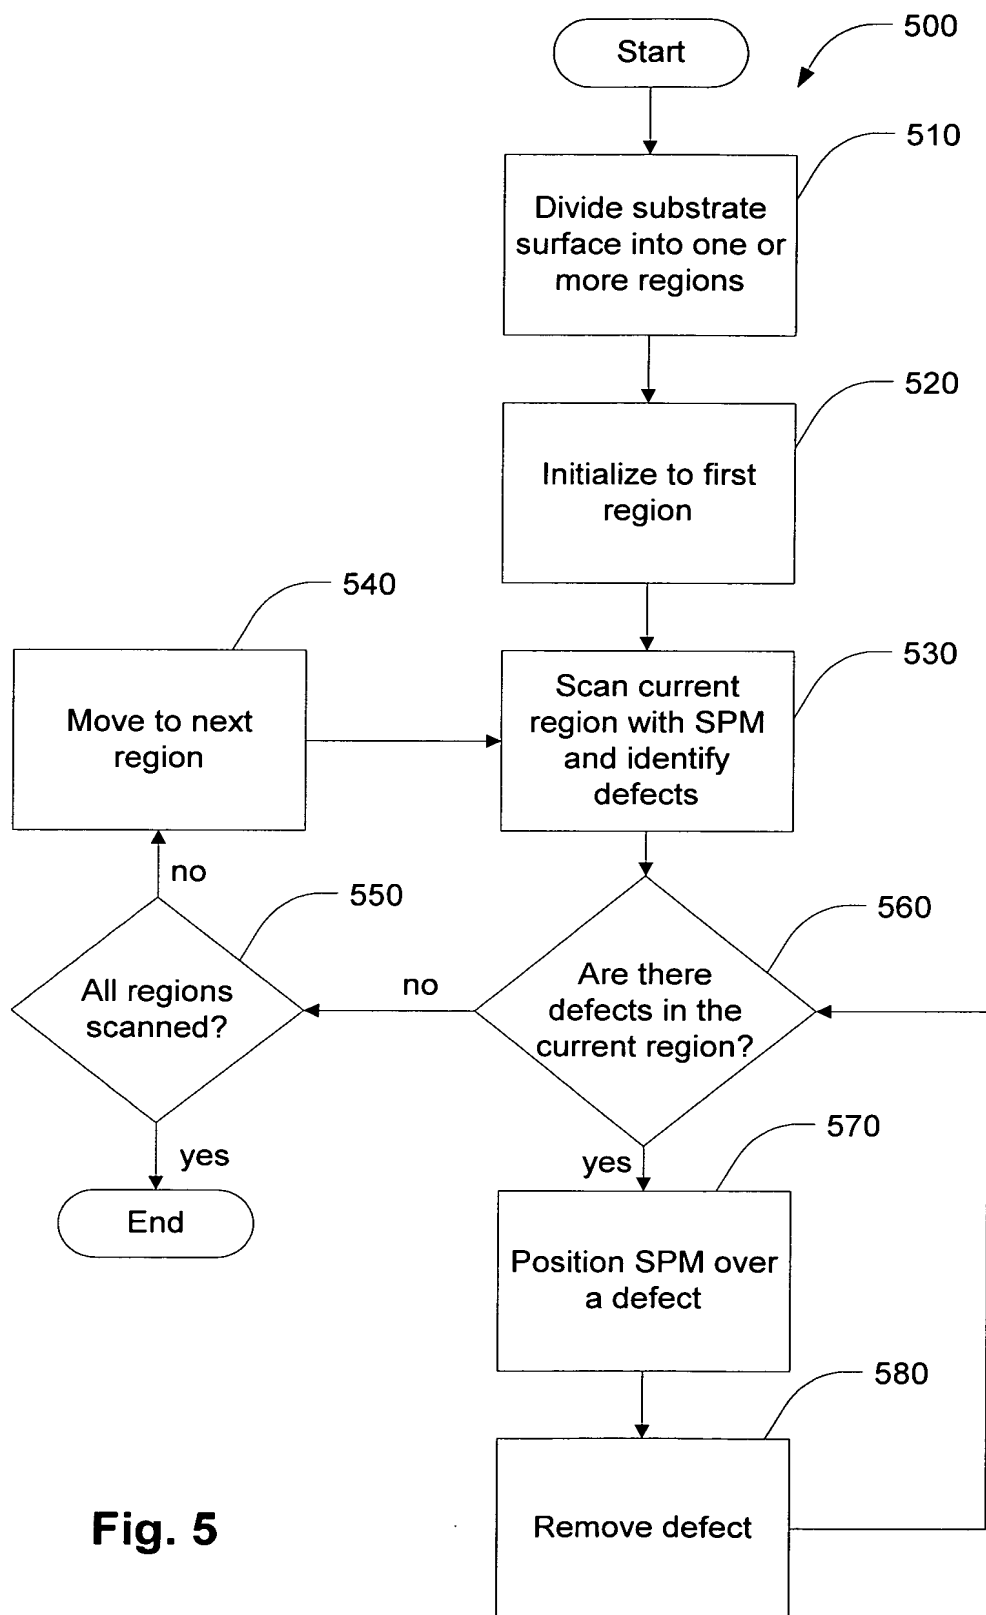 500
Start
510
Divide substrate
surface into one or
more regions
520
Initialize to first
region
540
530
Move to next
region
Scan current
region with SPM
and identify
defects
no
550
560
All regions
scanned?
no
Are there
defects in the
current region?
570
yes
yes
End
Position SPM over
a defect
580
Remove defect
Fig. 5